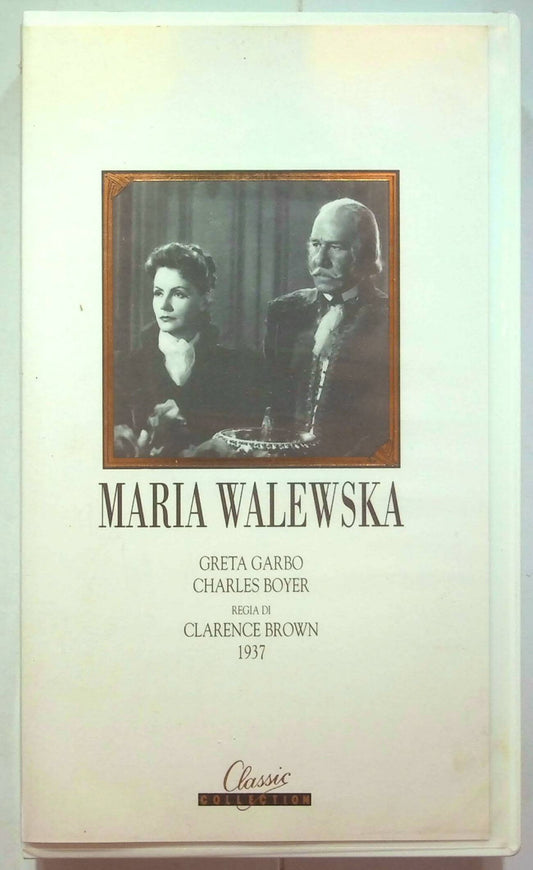 MARIA WALEWSKA
GRETA GARBO
CHARLES BOYER
REGIA DI
CLARENCE BROWN
1937
Classic
COLLECTION